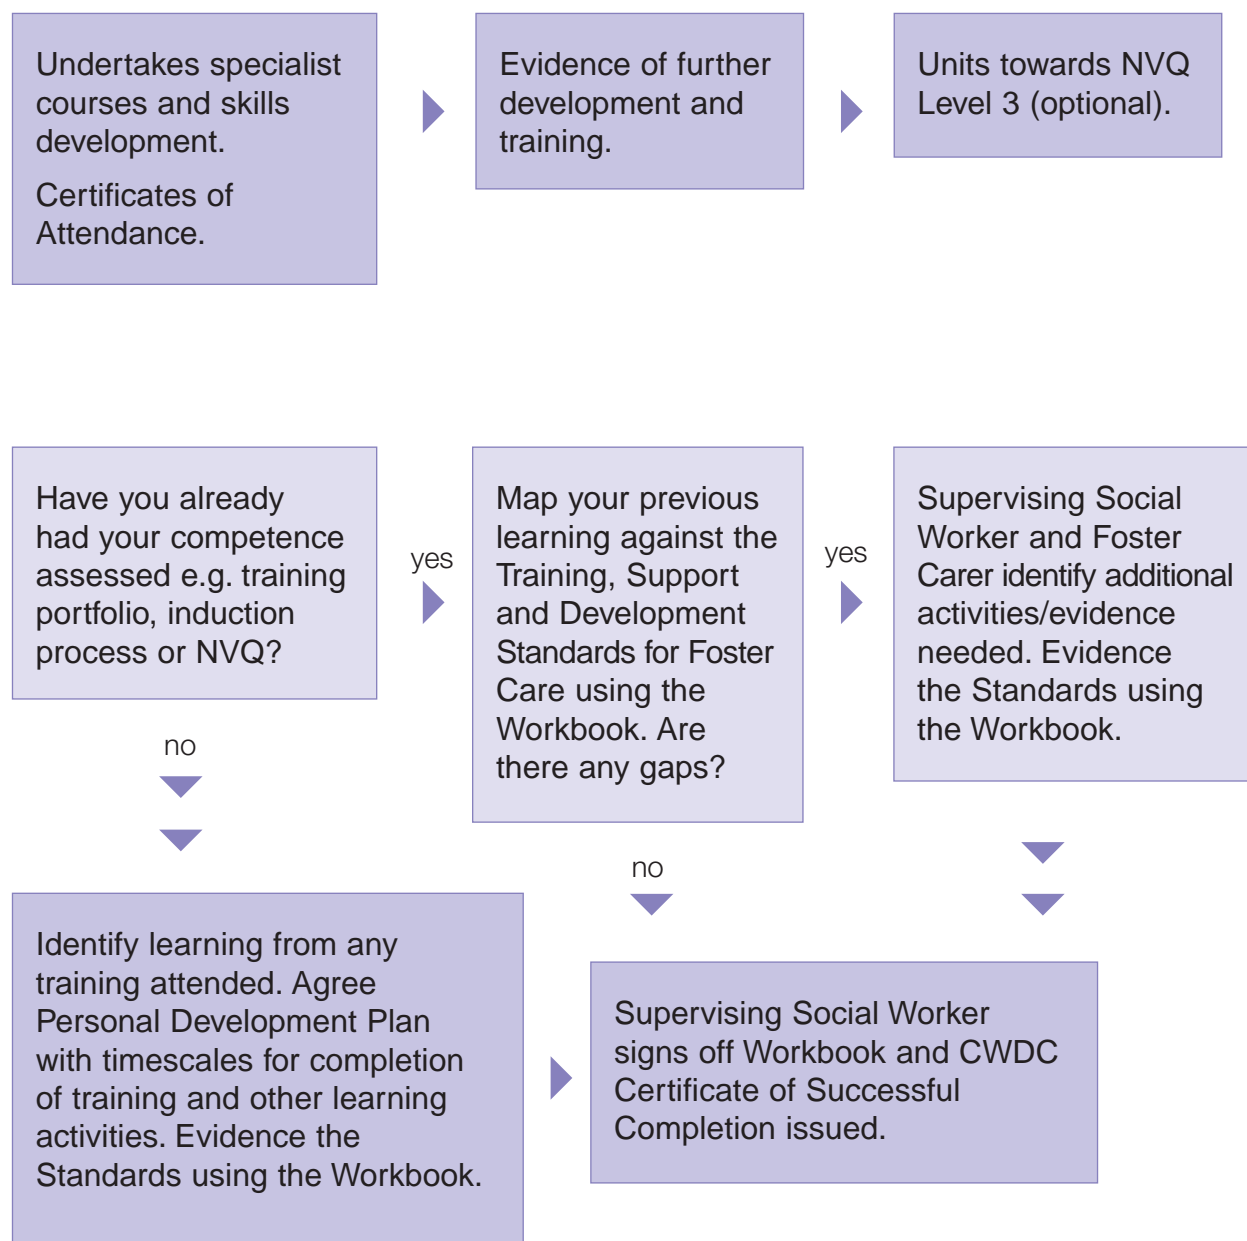 Undertakes specialist
courses and skills
development.
Certificates of
Attendance.
Evidence of further
development and
training.
Units towards NVQ
Level 3 (optional).
Have you already
had your competence
assessed e.g. training
portfolio, induction
process or NVQ?
yes
Map your previous
learning against the
Training, Support
and Development
Standards for Foster
Care using the
Workbook. Are
there any gaps?
yes
Supervising Social
Worker and Foster
Carer identify additional
activities/evidence
needed. Evidence
the Standards using
the Workbook.
no
no
Identify learning from any
training attended. Agree
Personal Development Plan
with timescales for completion
of training and other learning
activities. Evidence the
Standards using the Workbook.
Supervising Social Worker
signs off Workbook and CWDC
Certificate of Successful
Completion issued.